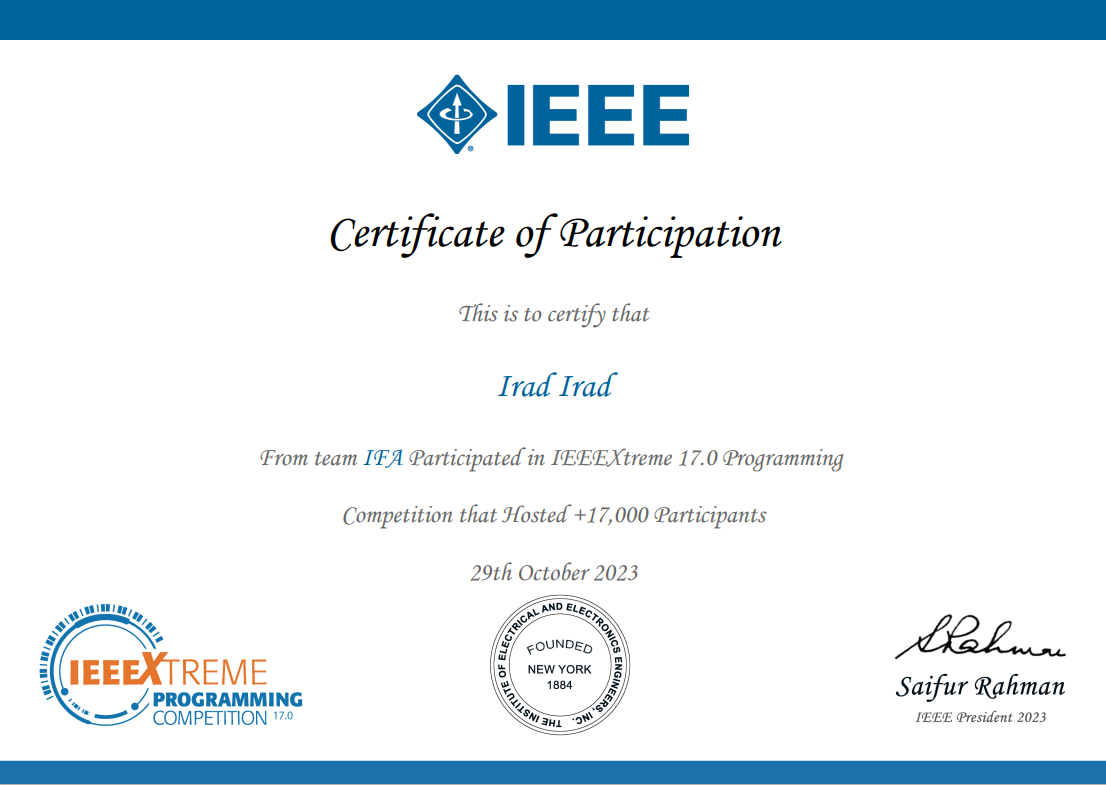 IEEE
®
Certificate of Participation
This is to certify that
Irad Irad
From team IFA Participated in IEEEXtreme 17.0 Programming
Competition that Hosted +17,000 Participants
29th October 2023
IEEEXTREME
PROGRAMMING
COMPETITION 17.0
THE INSTITUTE OF ELECTRICAL AND ELECTRONICS ENGINEERS, INC.
FOUNDED
NEW YORK
1884
SRahman
Saifur Rahman
IEEE President 2023